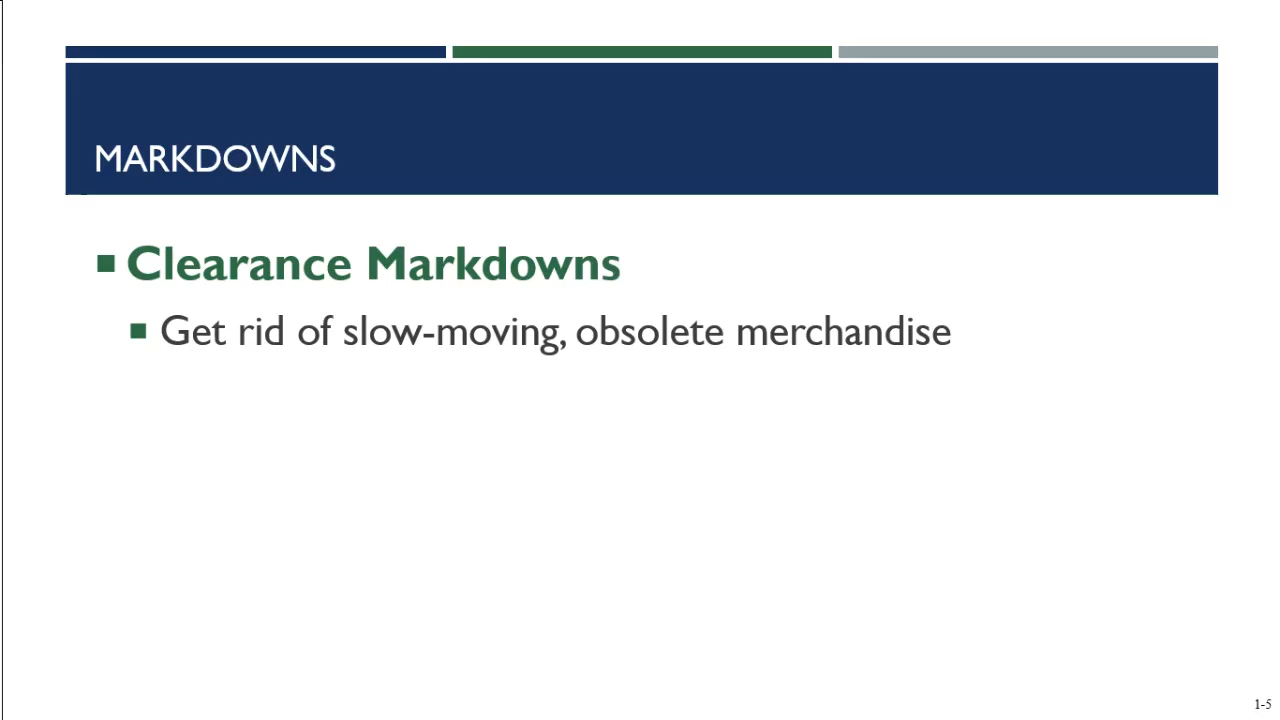 MARKDOWNS
Clearance Markdowns
Get rid of slow-moving, obsolete merchandise
1-5